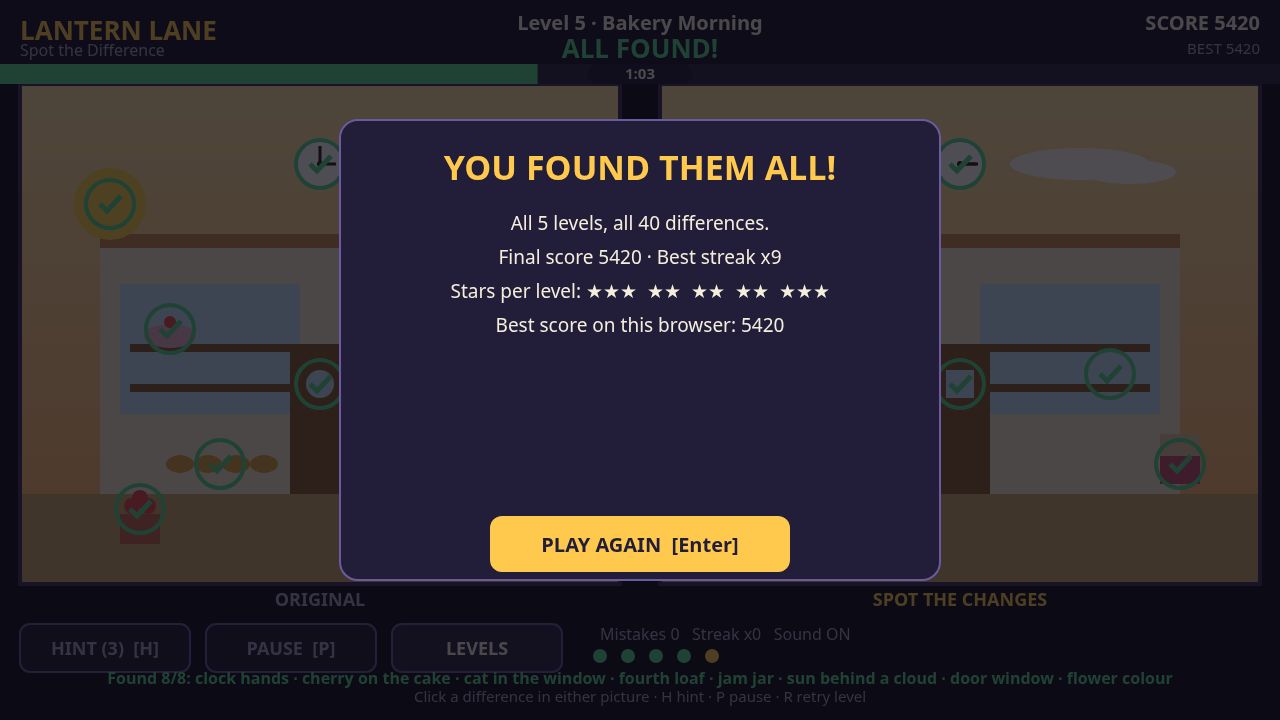 LANTERN LANE
Spot the Difference
Level 5 · Bakery Morning
ALL FOUND!
SCORE 5420
BEST 5420
1:03
YOU FOUND THEM ALL!
All 5 levels, all 40 differences.
Final score 5420 · Best streak x9
Stars per level: ★★★ ★★ ★★ ★★ ★★★
Best score on this browser: 5420
PLAY AGAIN [Enter]
ORIGINAL
SPOT THE CHANGES
HINT (3) [H]
PAUSE [P]
LEVELS
Mistakes 0 Streak x0 Sound ON
Found 8/8: clock hands · cherry on the cake · cat in the window · fourth loaf · jam jar · sun behind a cloud · door window · flower colour
Click a difference in either picture · H hint · P pause · R retry level